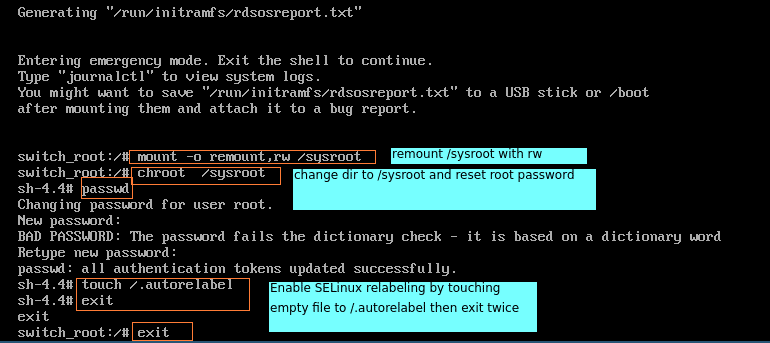 Generating "/run/initramfs/rdsosreport.txt"
Entering emergency mode. Exit the shell to continue.
Type "journalctl" to view system logs.
You might want to save "/run/initramfs/rdsosreport.txt" to a USB stick or /boot
after mounting them and attach it to a bug report.
switch_root:/# mount -o remount,rw /sysroot remount /sysroot with rw
switch_root:/# chroot  /sysroot change dir to /sysroot and reset root password
sh-4.4# passwd
Changing password for user root.
New password:
BAD PASSWORD: The password fails the dictionary check - it is based on a dictionary word
Retype new password:
passwd: all authentication tokens updated successfully.
sh-4.4# touch /.autorelabel Enable SELinux relabeling by touching
sh-4.4# exit empty file to /.autorelabel then exit twice
exit
switch_root:/# exit